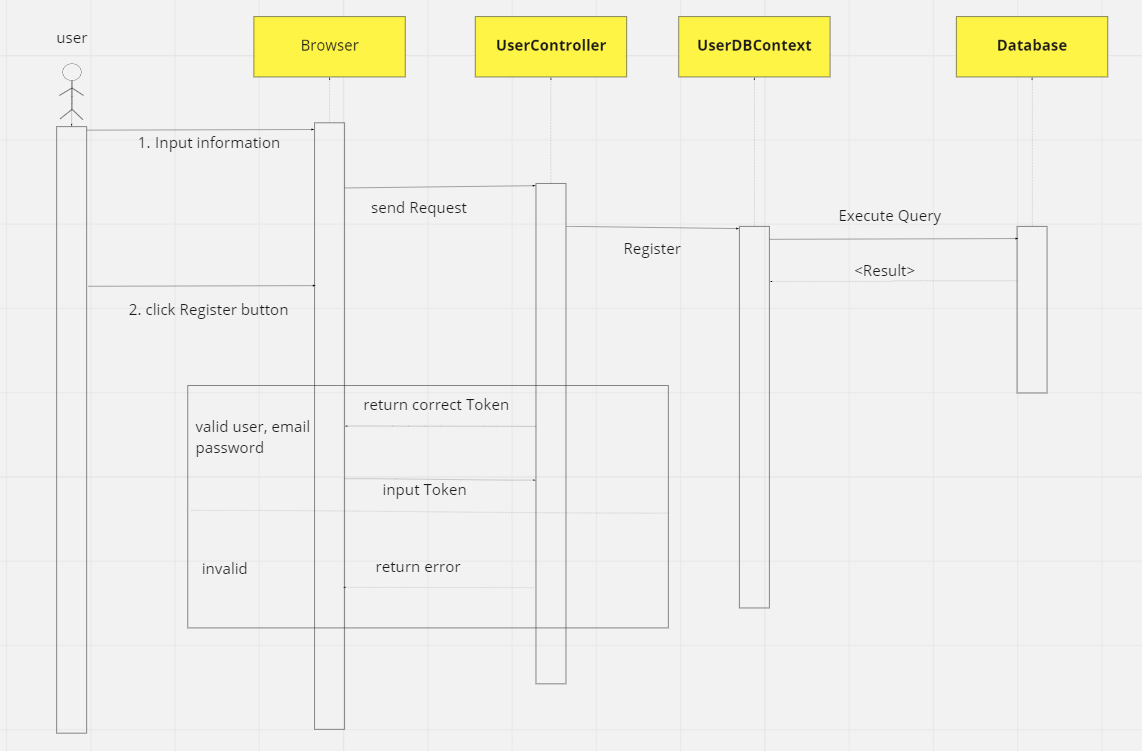 user
Browser
UserController
UserDBContext
Database
1. Input information
send Request
Execute Query
Register
<Result>
2. click Register button
return correct Token
valid user, email
password
input Token
return error
invalid